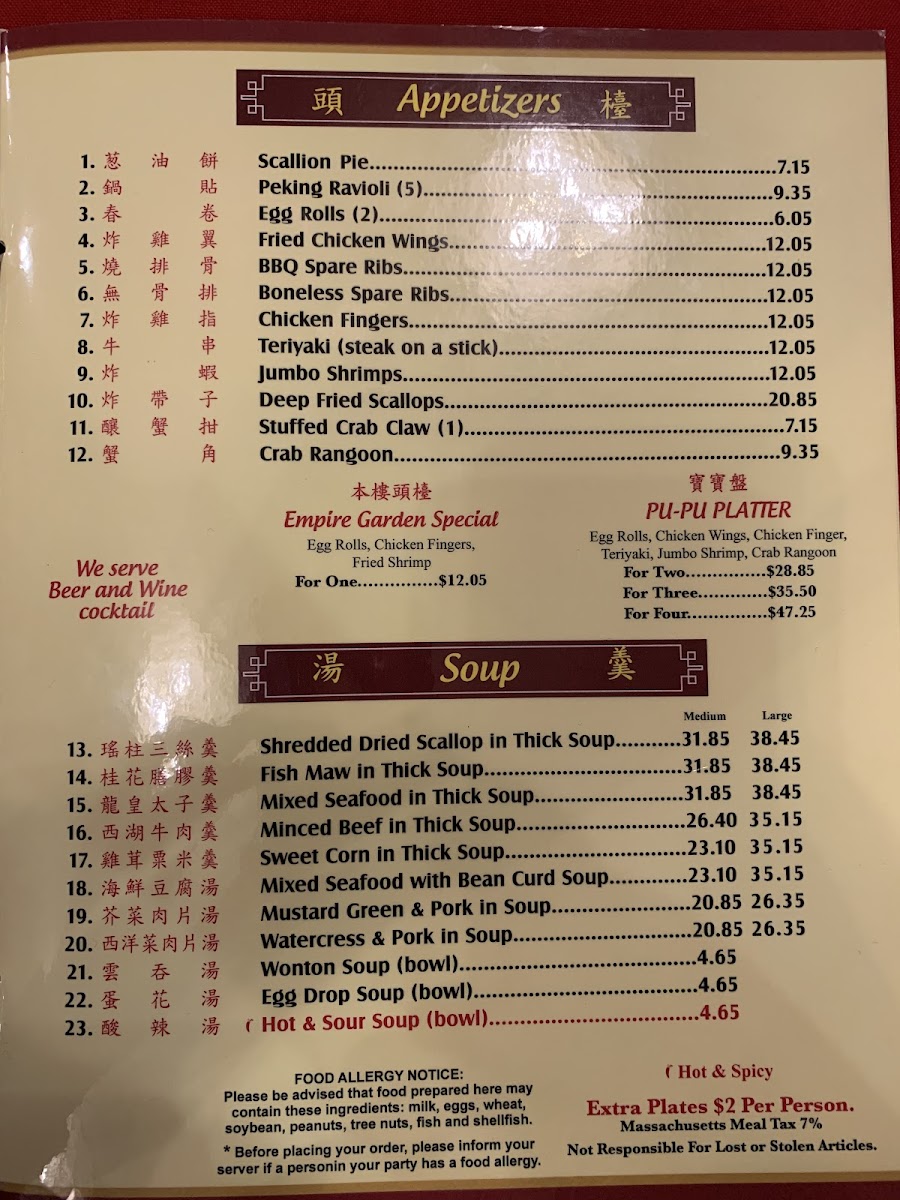 頭 Appetizers 檯
1. 葱油餅 Scallion Pie 7.15
2. 鍋貼 Peking Ravioli (5) 9.35
3. 春卷 Egg Rolls (2) 6.05
4. 炸雞翼 Fried Chicken Wings 12.05
5. 燒排骨 BBQ Spare Ribs 12.05
6. 無骨排 Boneless Spare Ribs 12.05
7. 炸雞指 Chicken Fingers 12.05
8. 牛串 Teriyaki (steak on a stick) 12.05
9. 炸蝦 Jumbo Shrimps 12.05
10. 炸帶子 Deep Fried Scallops 20.85
11. 釀蟹拑 Stuffed Crab Claw (1) 7.15
12. 蟹角 Crab Rangoon 9.35
本樓頭檯
Empire Garden Special
Egg Rolls, Chicken Fingers,
Fried Shrimp
For One $12.05
寶寶盤
PU-PU PLATTER
Egg Rolls, Chicken Wings, Chicken Finger,
Teriyaki, Jumbo Shrimp, Crab Rangoon
For Two $28.85
For Three $35.50
For Four $47.25
We serve
Beer and Wine
cocktail
湯 Soup 羹
Medium Large
13. 瑤柱三絲羹 Shredded Dried Scallop in Thick Soup 31.85 38.45
14. 桂花膠羹 Fish Maw in Thick Soup 31.85 38.45
15. 龍皇太子羹 Mixed Seafood in Thick Soup 31.85 38.45
16. 西湖牛肉羹 Minced Beef in Thick Soup 26.40 35.15
17. 雞茸粟米羹 Sweet Corn in Thick Soup 23.10 35.15
18. 海鮮豆腐湯 Mixed Seafood with Bean Curd Soup 23.10 35.15
19. 芥菜肉片湯 Mustard Green & Pork in Soup 20.85 26.35
20. 西洋菜肉片湯 Watercress & Pork in Soup 20.85 26.35
21. 雲吞湯 Wonton Soup (bowl) 4.65
22. 蛋花湯 Egg Drop Soup (bowl) 4.65
23. 酸辣湯 Hot & Sour Soup (bowl) 4.65
FOOD ALLERGY NOTICE:
Please be advised that food prepared here may
contain these ingredients: milk, eggs, wheat,
soybean, peanuts, tree nuts, fish and shellfish.
* Before placing your order, please inform your
server if a personin your party has a food allergy.
Hot & Spicy
Extra Plates $2 Per Person.
Massachusetts Meal Tax 7%
Not Responsible For Lost or Stolen Articles.